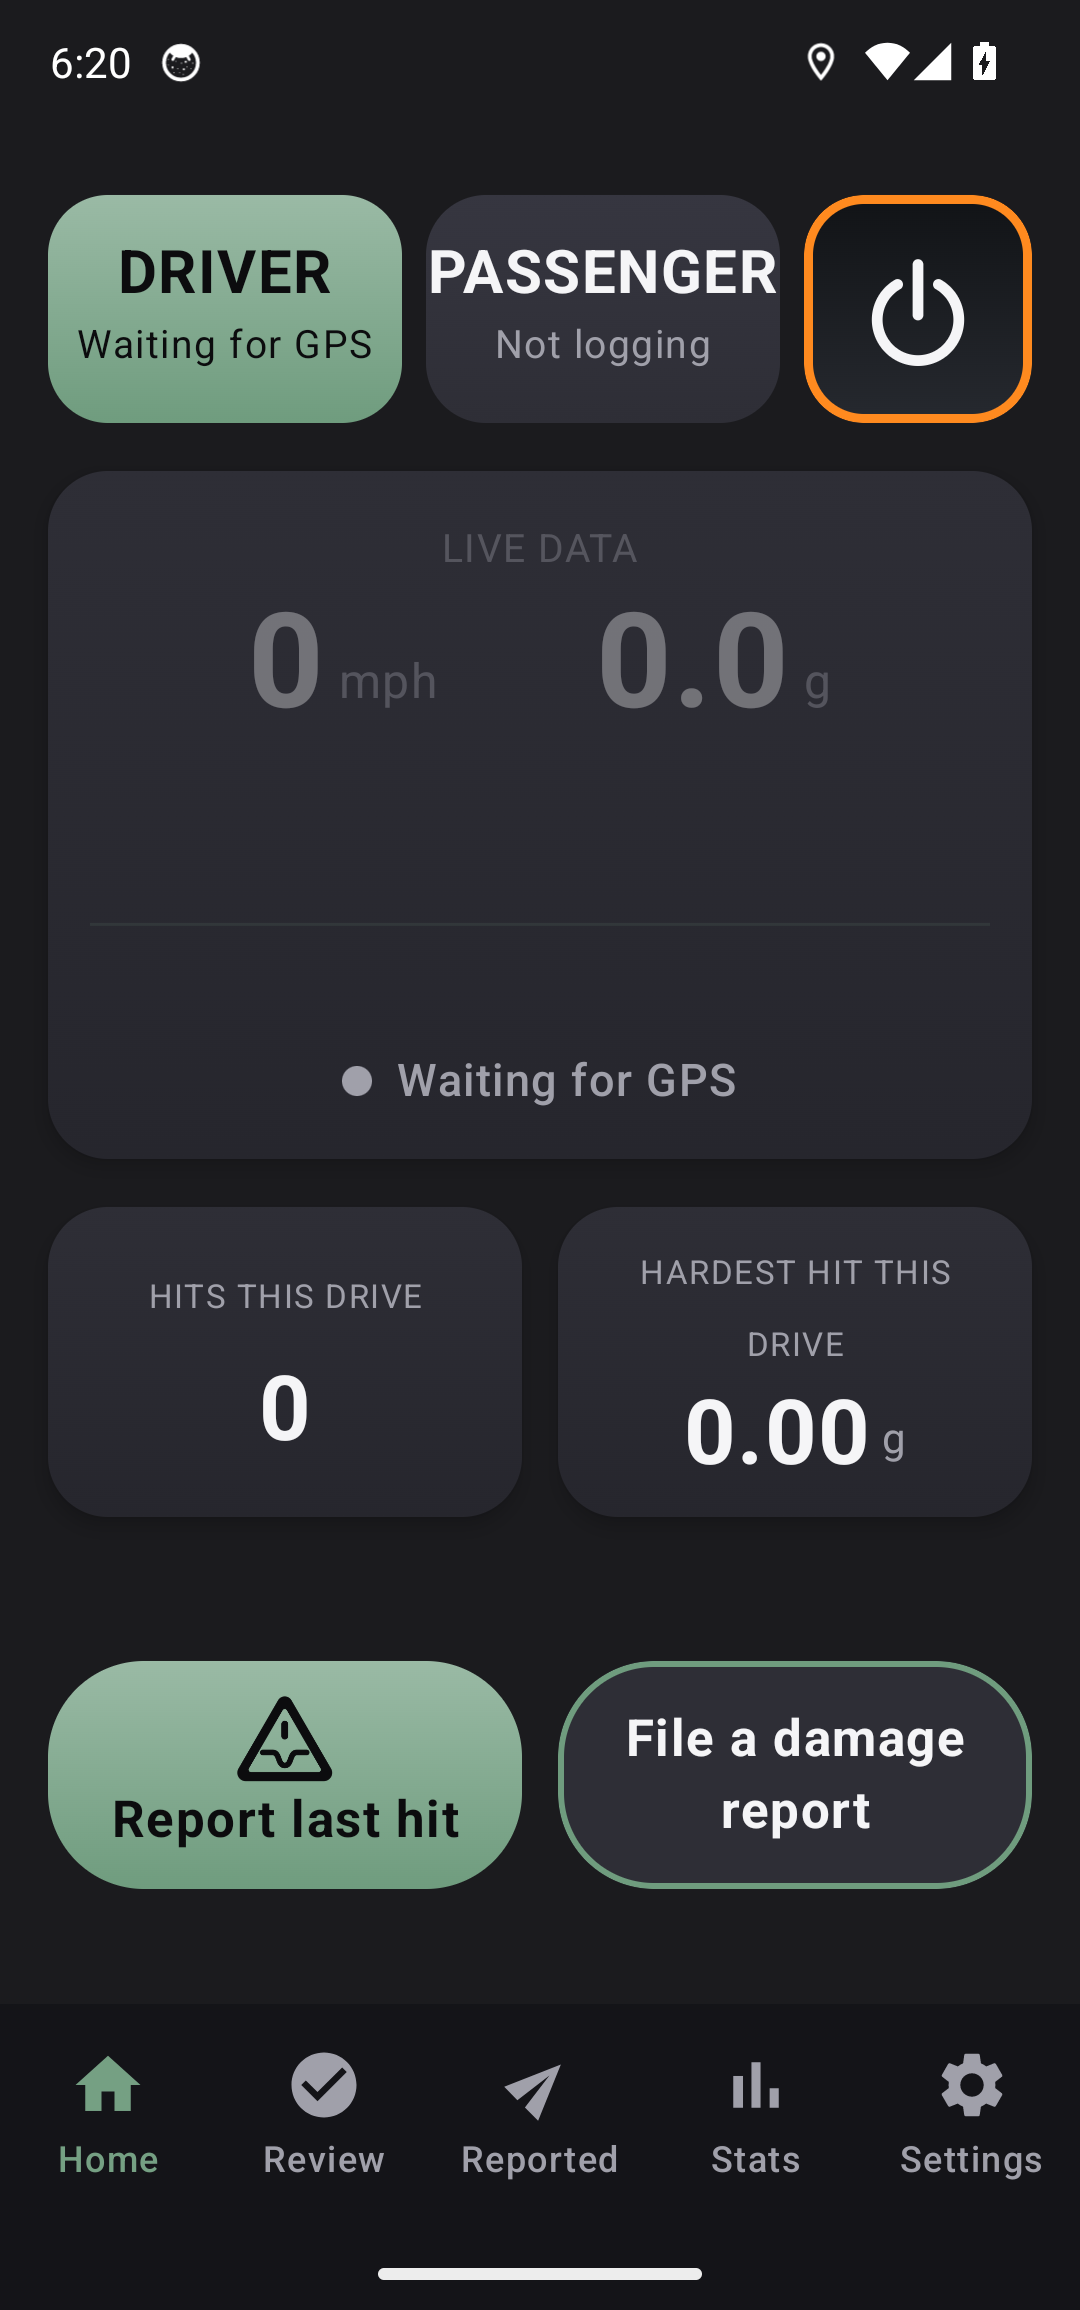 6:20
DRIVER
Waiting for GPS
PASSENGER
Not logging
LIVE DATA
0 mph
0.0 g
Waiting for GPS
HITS THIS DRIVE
0
HARDEST HIT THIS
DRIVE
0.00 g
Report last hit
File a damage
report
Home
Review
Reported
Stats
Settings